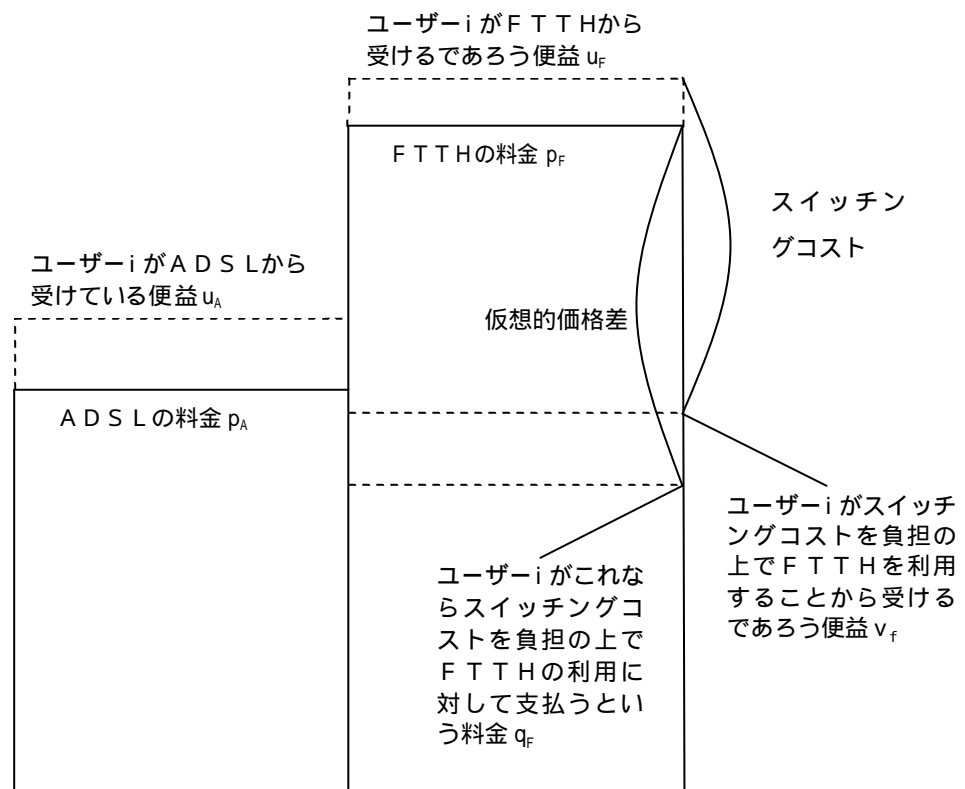 ユーザーiがＦＴＴＨから
受けるであろう便益 uF
ＦＴＴＨの料金 pF
スイッチン
グコスト
ユーザーiがＡＤＳＬから
受けている便益 uA
仮想的価格差
ＡＤＳＬの料金 pA
ユーザーiがスイッチ
ングコストを負担の
上でＦＴＴＨを利用
することから受ける
であろう便益 vf
ユーザーiがこれな
らスイッチングコ
ストを負担の上で
ＦＴＴＨの利用に
対して支払うとい
う料金 qF